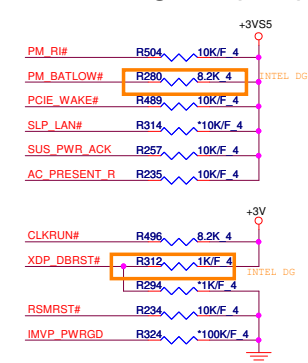 +3VS5
PM_RI# R504 10K/F_4
PM_BATLOW# R280 8.2K_4 INTEL DG
PCIE_WAKE# R489 10K/F_4
SLP_LAN# R314 *10K/F_4
SUS_PWR_ACK R257 10K/F_4
AC_PRESENT_R R235 10K/F_4
+3V
CLKRUN# R496 8.2K_4
XDP_DBRST# R312 1K/F_4 INTEL DG
R294 *1K/F_4
RSMRST# R234 10K/F_4
IMVP_PWRGD R324 *100K/F_4